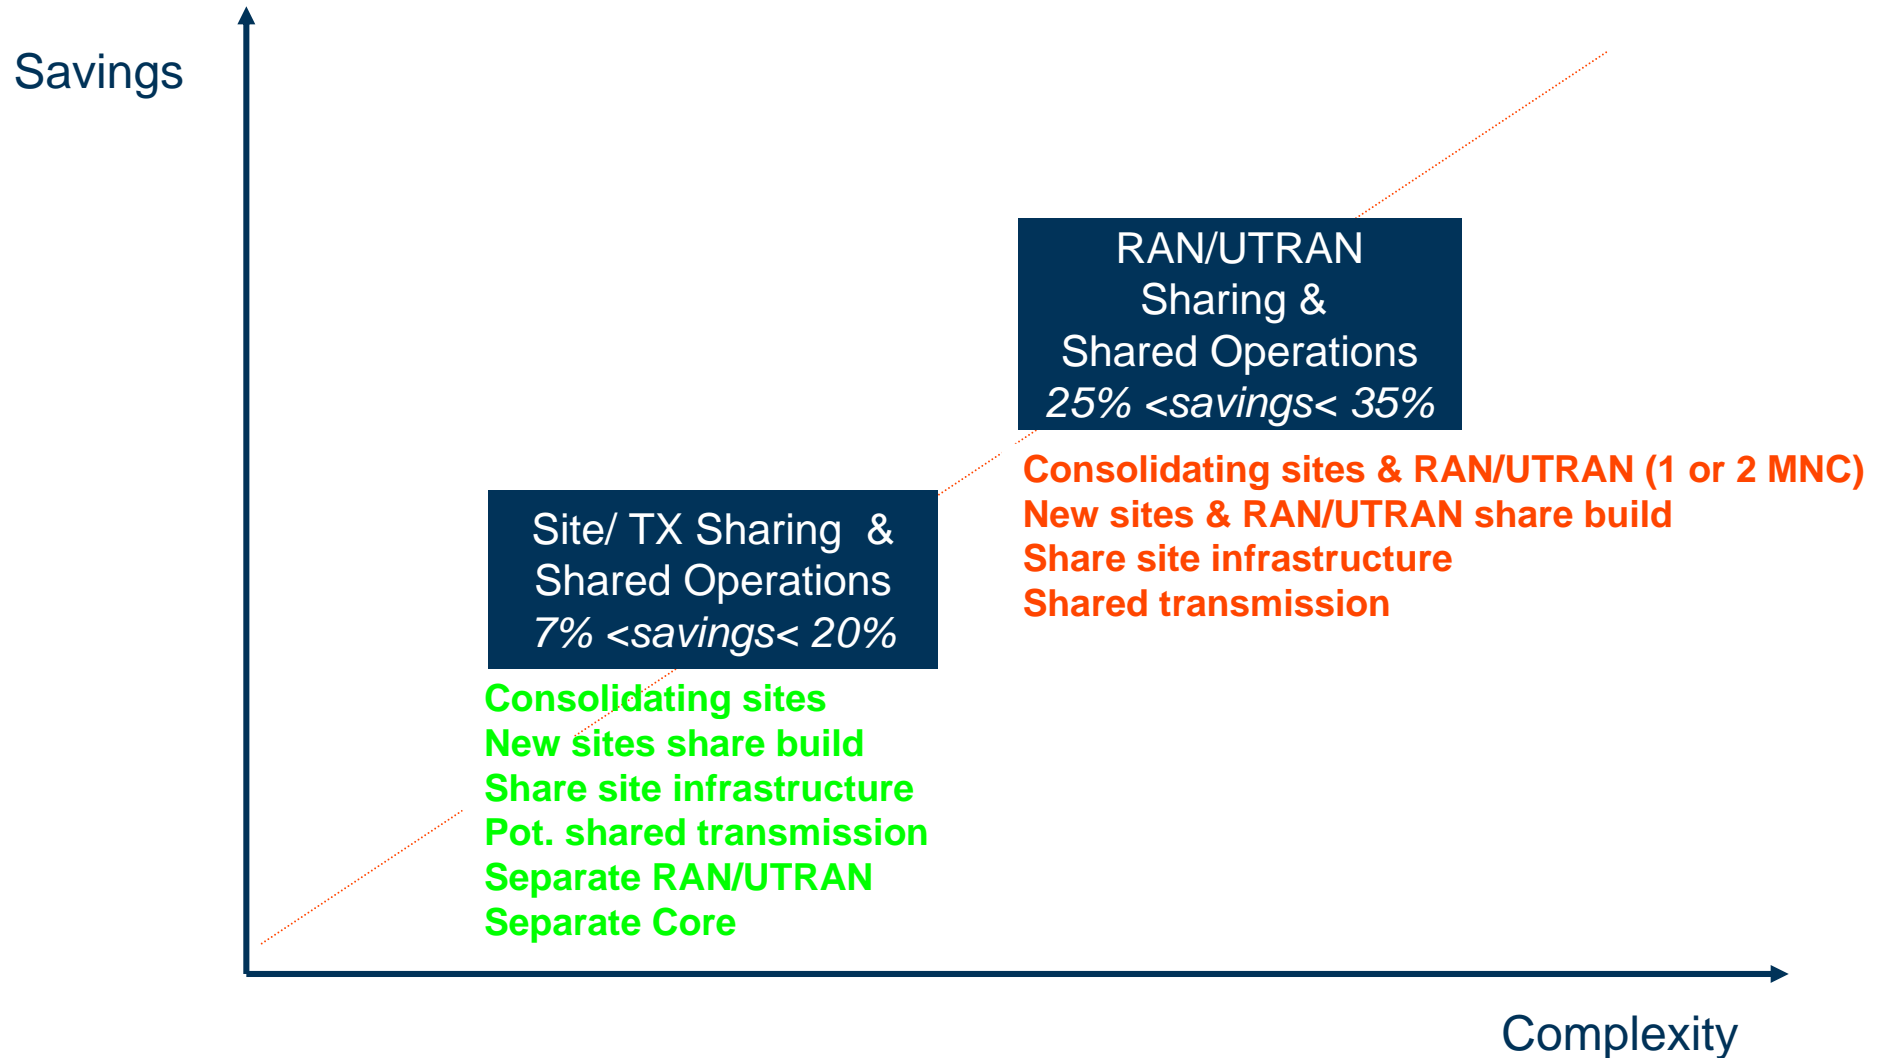 Savings
RAN/UTRAN
Sharing &
Shared Operations
25% <savings< 35%
Consolidating sites & RAN/UTRAN (1 or 2 MNC)
New sites & RAN/UTRAN share build
Share site infrastructure
Shared transmission
Site/ TX Sharing &
Shared Operations
7% <savings< 20%
Consolidating sites
New sites share build
Share site infrastructure
Pot. shared transmission
Separate RAN/UTRAN
Separate Core
Complexity